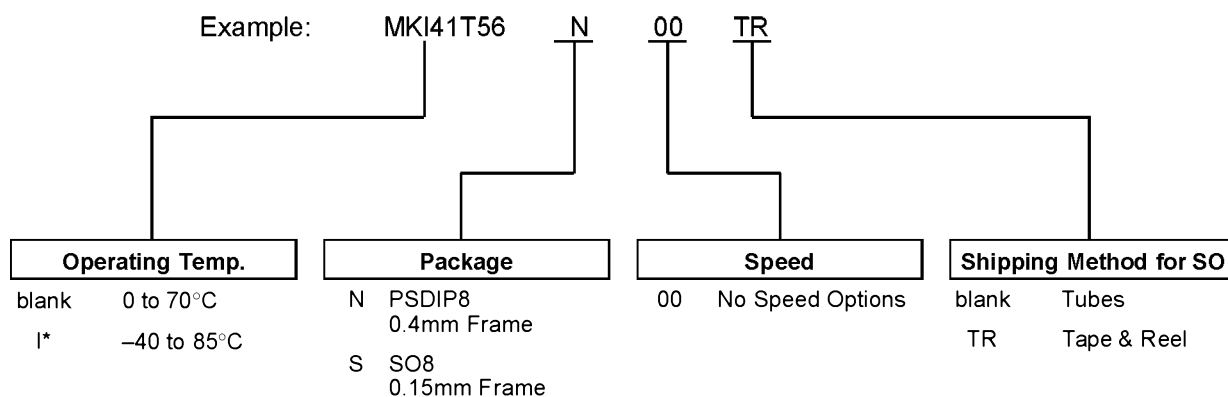 Example: MKI41T56 N 00 TR
Operating Temp.
blank 0 to 70°C
I* –40 to 85°C
Package
N PSDIP8
0.4mm Frame
S SO8
0.15mm Frame
Speed
00 No Speed Options
Shipping Method for SO
blank Tubes
TR Tape & Reel